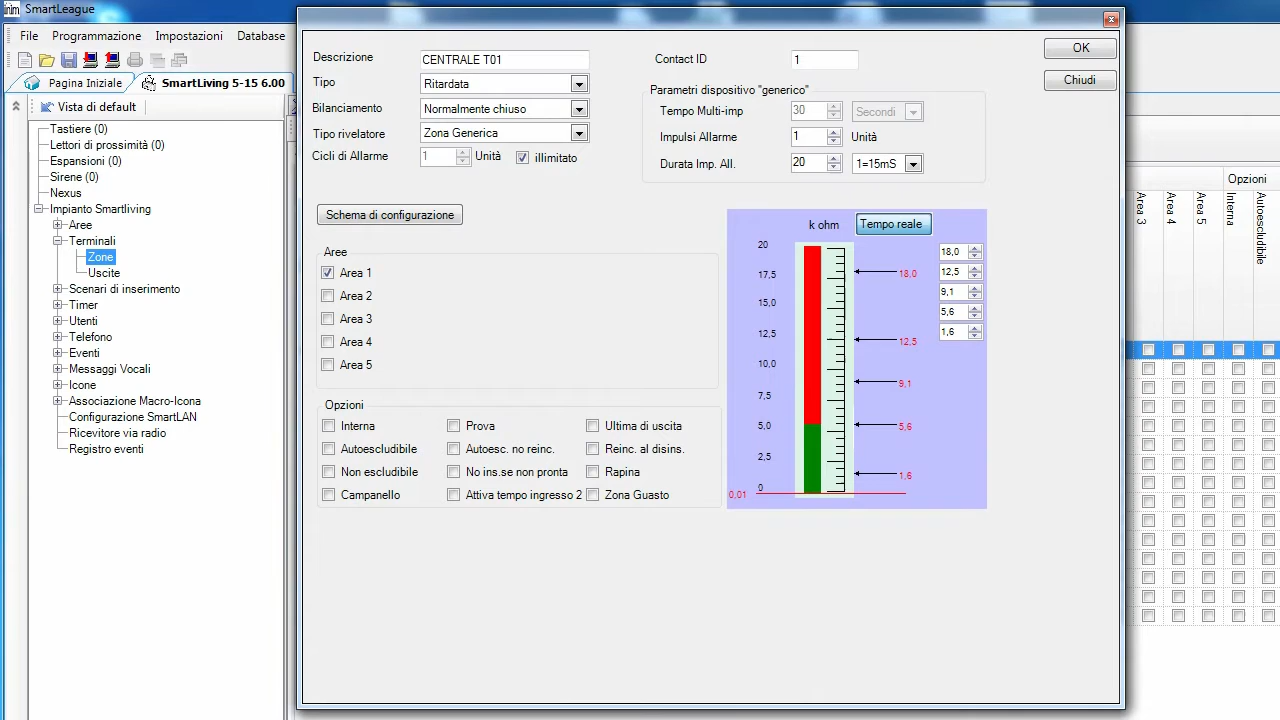 inim SmartLeague
File Programmazione Impostazioni Database
Pagina Iniziale SmartLiving 5-15 6.00
Vista di default
Tastiere (0)
Lettori di prossimità (0)
Espansioni (0)
Sirene (0)
Nexus
Impianto Smartliving
Aree
Terminali
Zone
Uscite
Scenari di inserimento
Timer
Utenti
Telefono
Eventi
Messaggi Vocali
Icone
Associazione Macro-Icona
Configurazione SmartLAN
Ricevitore via radio
Registro eventi
Descrizione CENTRALE T01
Tipo Ritardata
Bilanciamento Normalmente chiuso
Tipo rivelatore Zona Generica
Cicli di Allarme 1 Unità illimitato
Contact ID 1
Parametri dispositivo "generico"
Tempo Multi-imp 30 Secondi
Impulsi Allarme 1 Unità
Durata Imp. All. 20 1=15mS
OK
Chiudi
Schema di configurazione
Aree
Area 1
Area 2
Area 3
Area 4
Area 5
Opzioni
Interna Prova Ultima di uscita
Autoescludibile Autoesc. no reinc. Reinc. al disins.
Non escludibile No ins.se non pronta Rapina
Campanello Attiva tempo ingresso 2 Zona Guasto
k ohm Tempo reale
20
17,5
15,0
12,5
10,0
7,5
5,0
2,5
0
0,01
18,0
12,5
9,1
5,6
1,6
18,0
12,5
9,1
5,6
1,6
Opzioni
Area 3
Area 4
Area 5
Interna
Autoescludibile